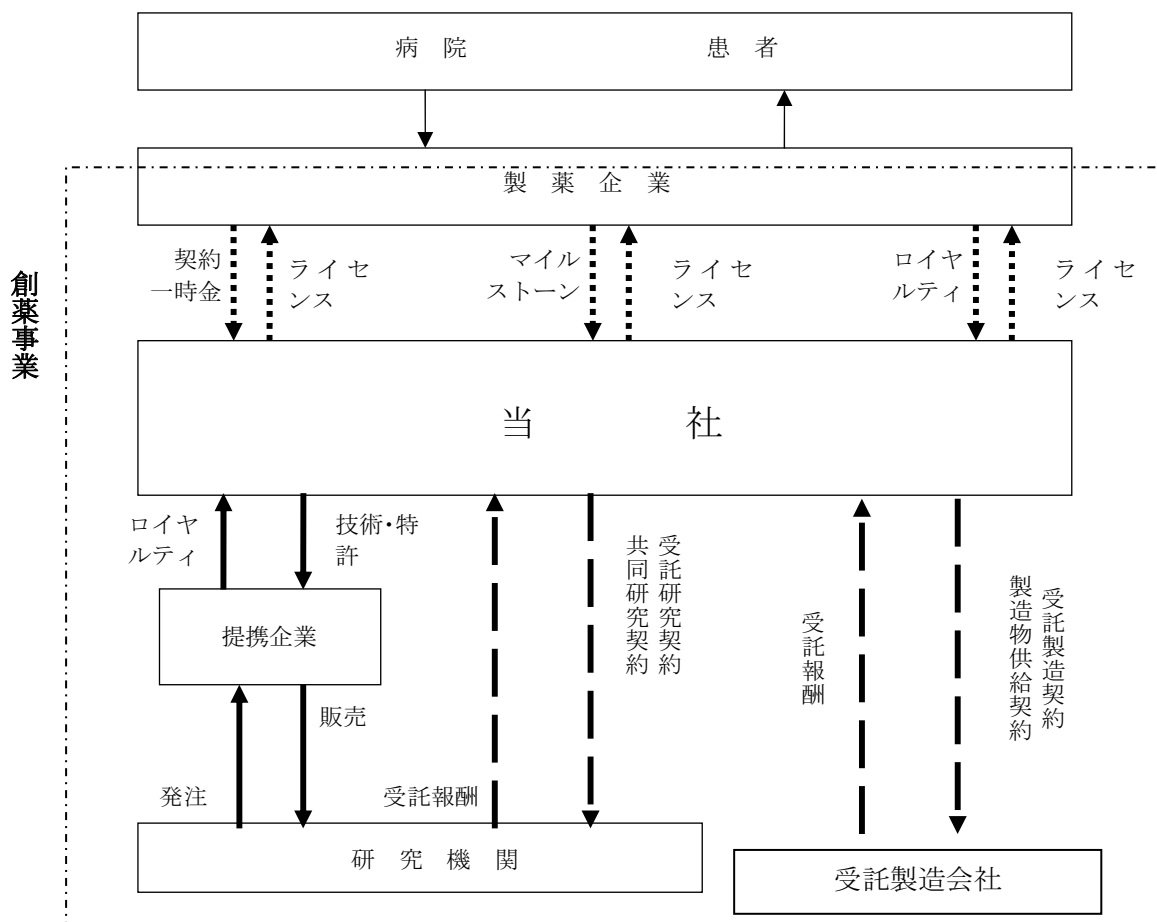 病 院 患 者
製 薬 企 業
契約
一時金
ライセ
ンス
マイル
ストーン
ライセ
ンス
ロイヤ
ルティ
ライセ
ンス
創薬事業
当 社
ロイヤ
ルティ
技術・特
許
提携企業
販売
発注
受託報酬
受託研究契約
共同研究契約
受託報酬
受託製造契約
製造物供給契約
研 究 機 関
受託製造会社